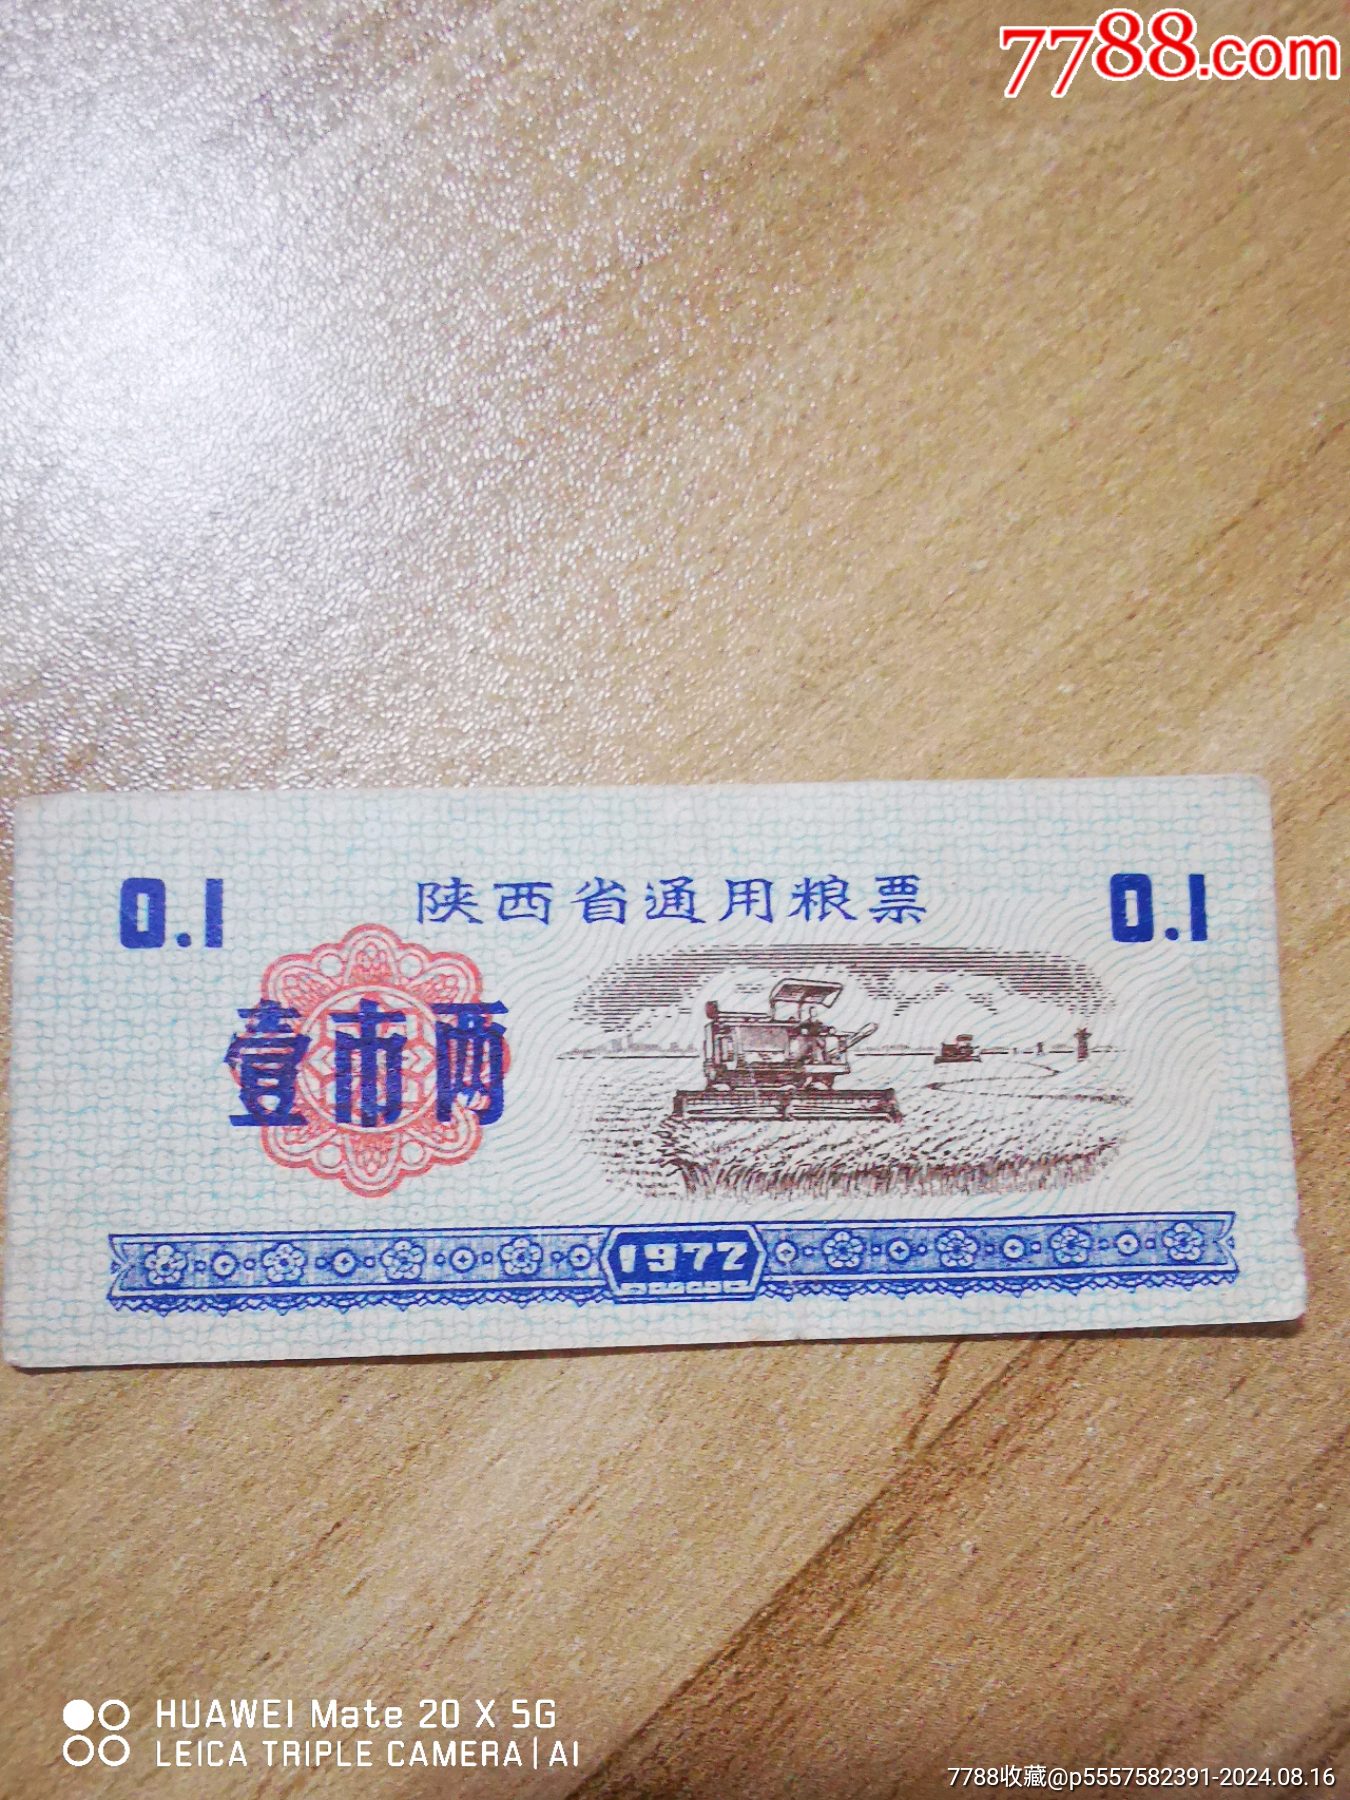 7788.com
陕西省通用粮票
0.1
0.1
壹市两
1972
HUAWEI Mate 20 X 5G
LEICA TRIPLE CAMERA | AI
7788收藏@p5557582391-2024.08.16